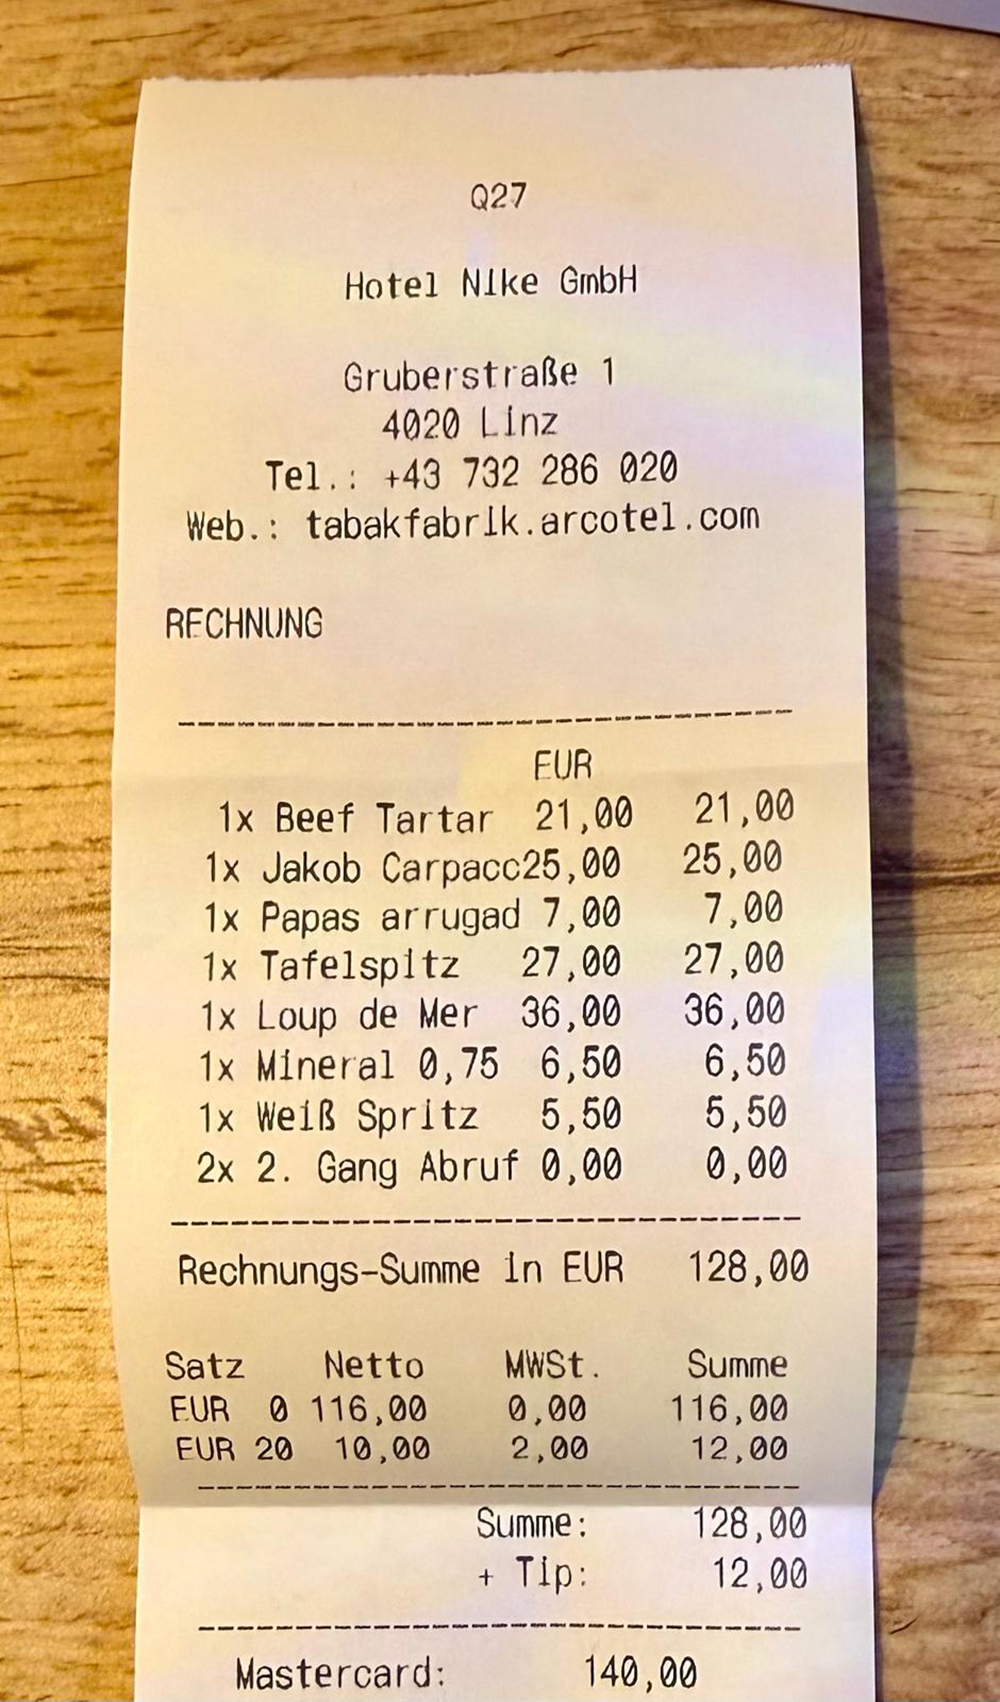 Q27
Hotel Nike GmbH
Gruberstraße 1
4020 Linz
Tel.: +43 732 286 020
Web.: tabakfabrik.arcotel.com
RECHNUNG
EUR
1x Beef Tartar 21,00 21,00
1x Jakob Carpacc25,00 25,00
1x Papas arrugad 7,00 7,00
1x Tafelspitz 27,00 27,00
1x Loup de Mer 36,00 36,00
1x Mineral 0,75 6,50 6,50
1x Weiß Spritz 5,50 5,50
2x 2. Gang Abruf 0,00 0,00
Rechnungs-Summe in EUR 128,00
Satz Netto MWSt. Summe
EUR 0 116,00 0,00 116,00
EUR 20 10,00 2,00 12,00
Summe: 128,00
+ Tip: 12,00
Mastercard: 140,00